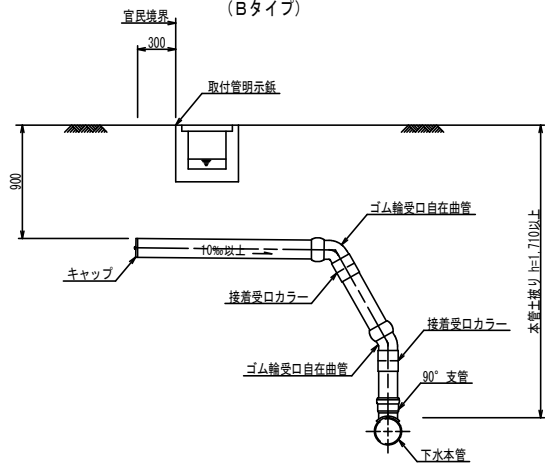 (Bタイプ)
官民境界
300
取付管明示鋲
900
ゴム輪受口自在曲管
10‰以上
キャップ
接着受口カラー
接着受口カラー
本管土被り h=1,710以上
ゴム輪受口自在曲管
90° 支管
下水本管